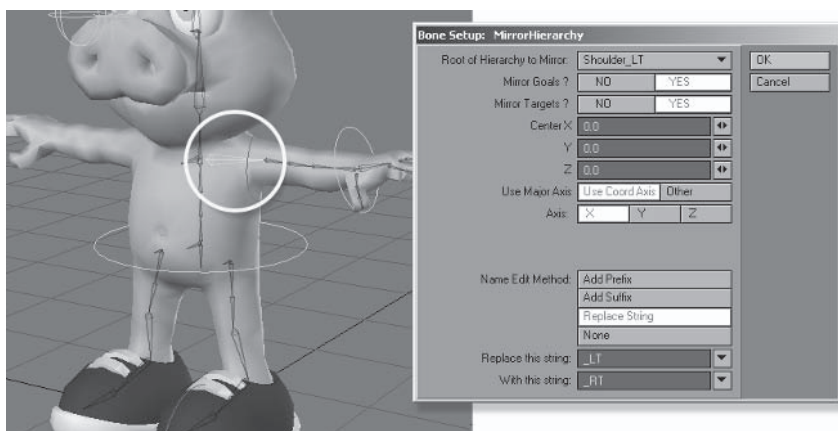 Bone Setup: MirrorHierarchy
Root of Hierarchy to Mirror: Shoulder_LT
OK
Mirror Goals ? NO YES
Cancel
Mirror Targets ? NO YES
Center X 0.0
Y 0.0
Z 0.0
Use Major Axis Use Coord Axis Other
Axis: X Y Z
Name Edit Method: Add Prefix
Add Suffix
Replace String
None
Replace this string: _LT
With this string: _RT